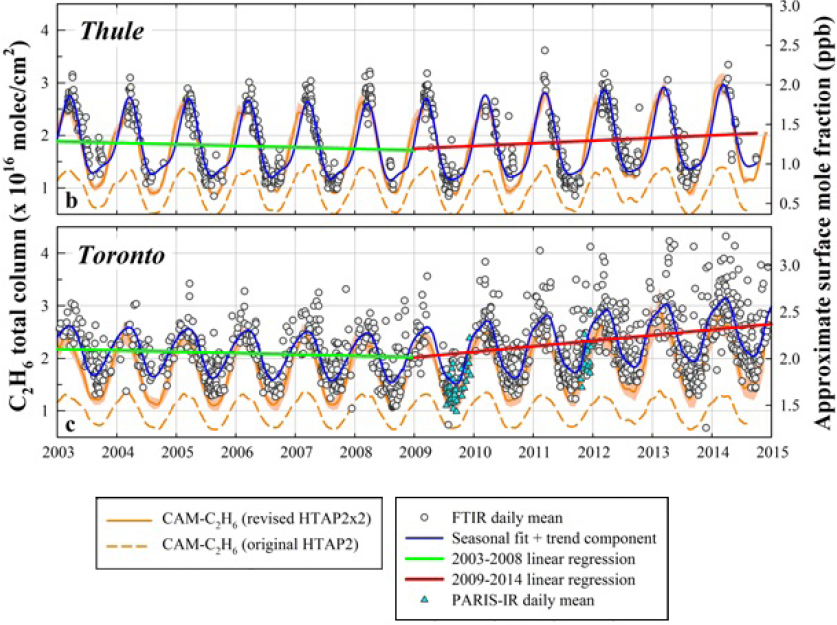 Thule
4
3
2
1
b
3.0
2.5
2.0
1.5
1.0
0.5
Toronto
4
3
2
1
c
3.0
2.5
2.0
1.5
C₂H₆ total column (x 10¹⁶ molec/cm²)
Approximate surface mole fraction (ppb)
2003 2004 2005 2006 2007 2008 2009 2010 2011 2012 2013 2014 2015
CAM-C₂H₆ (revised HTAP2x2)
CAM-C₂H₆ (original HTAP2)
FTIR daily mean
Seasonal fit + trend component
2003-2008 linear regression
2009-2014 linear regression
PARIS-IR daily mean